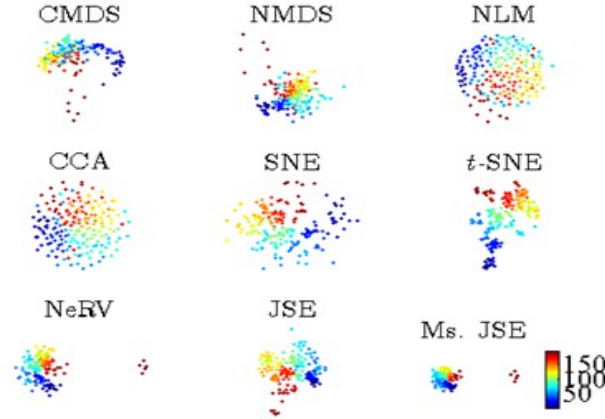 CMDS NMDS NLM
CCA SNE t-SNE
NeRV JSE Ms. JSE
150
100
50